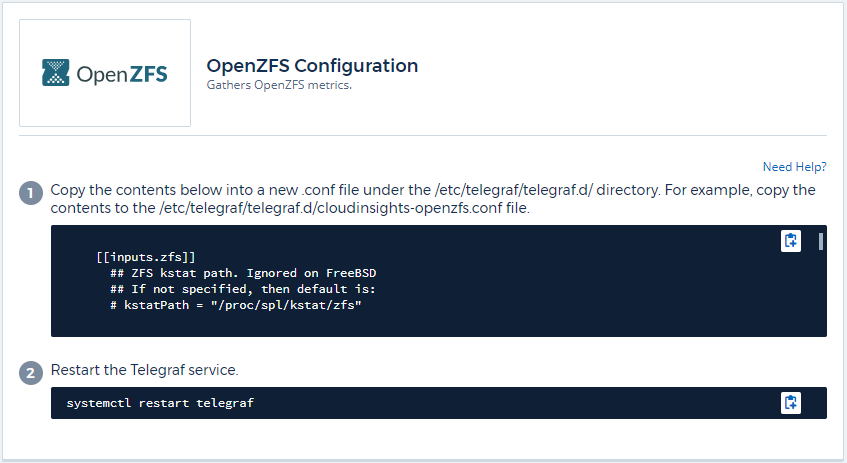 OpenZFS
OpenZFS Configuration
Gathers OpenZFS metrics.
Need Help?
1
Copy the contents below into a new .conf file under the /etc/telegraf/telegraf.d/ directory. For example, copy the
contents to the /etc/telegraf/telegraf.d/cloudinsights-openzfs.conf file.
[[inputs.zfs]]
## ZFS kstat path. Ignored on FreeBSD
## If not specified, then default is:
# kstatPath = "/proc/spl/kstat/zfs"
2
Restart the Telegraf service.
systemctl restart telegraf